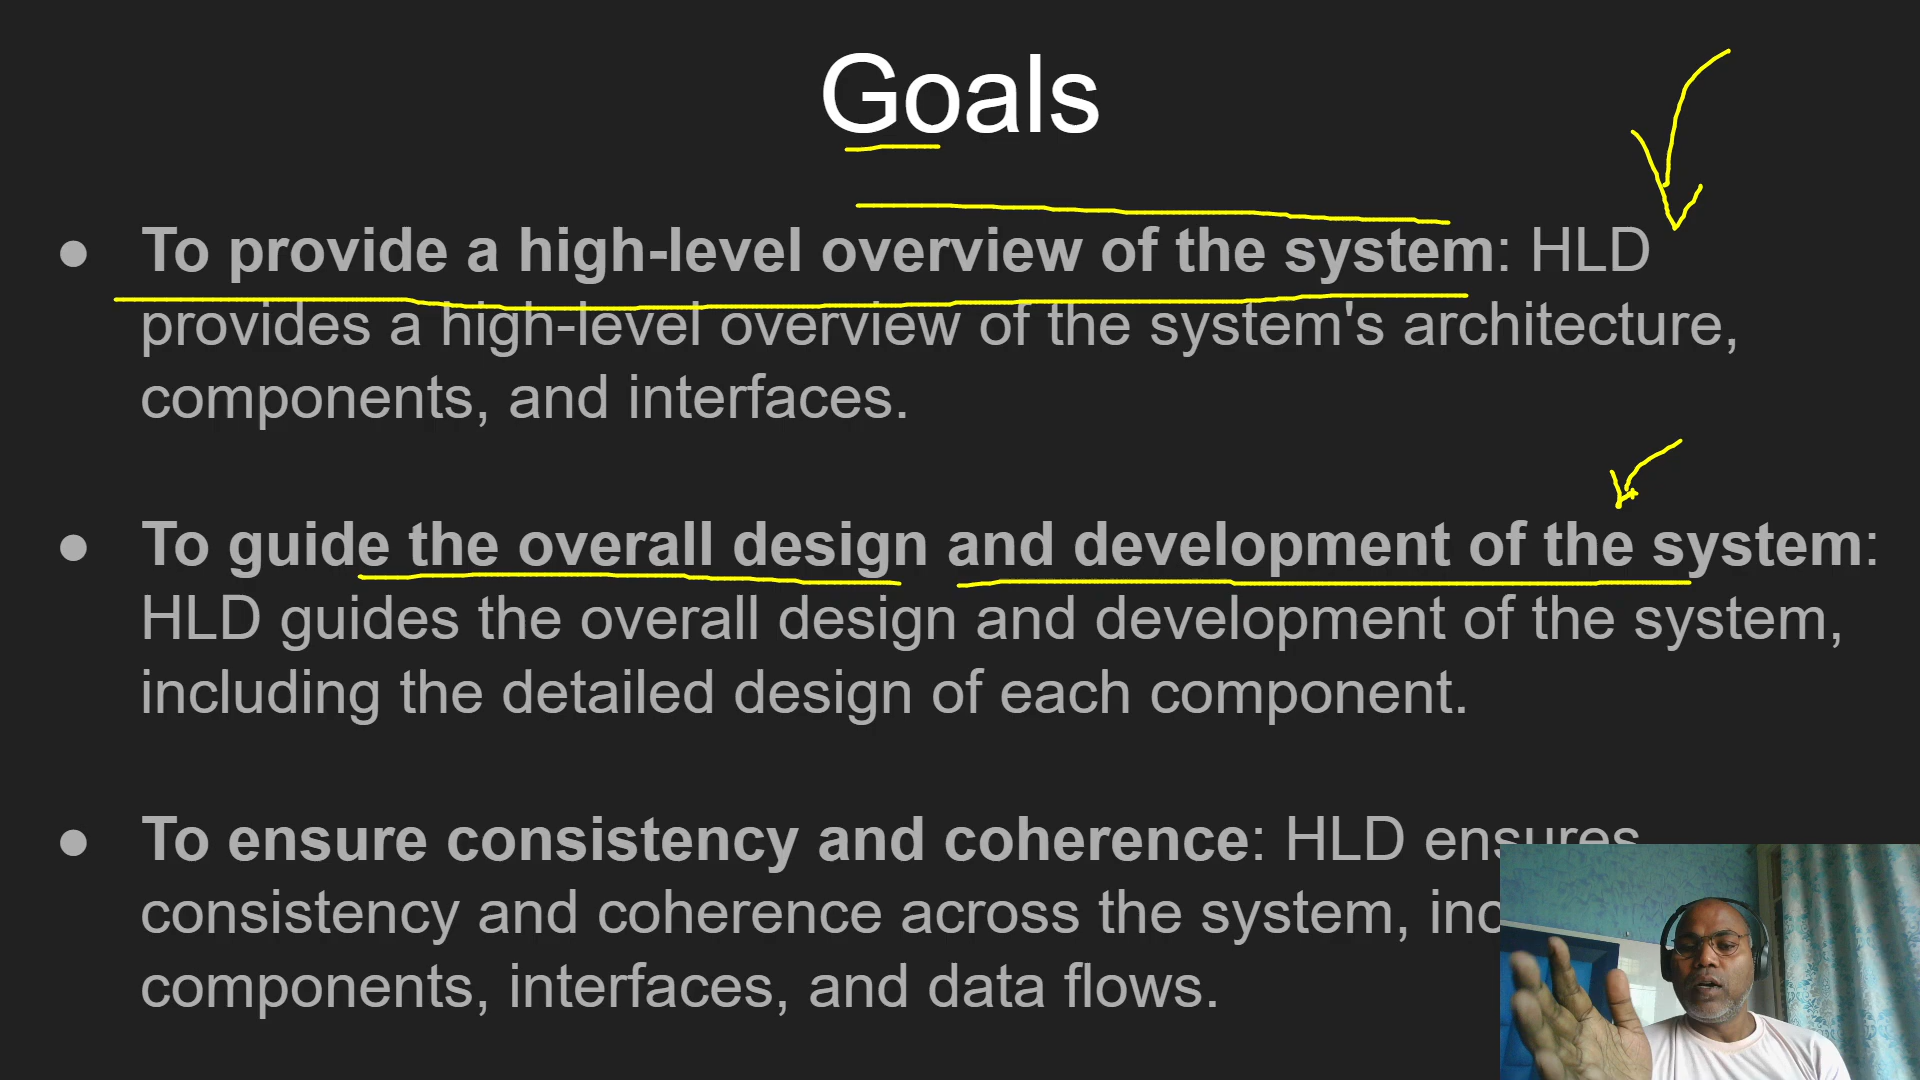 Goals
● To provide a high-level overview of the system: HLD
provides a high-level overview of the system's architecture,
components, and interfaces.
● To guide the overall design and development of the system:
HLD guides the overall design and development of the system,
including the detailed design of each component.
● To ensure consistency and coherence: HLD ensures
consistency and coherence across the system,
components, interfaces, and data flows.